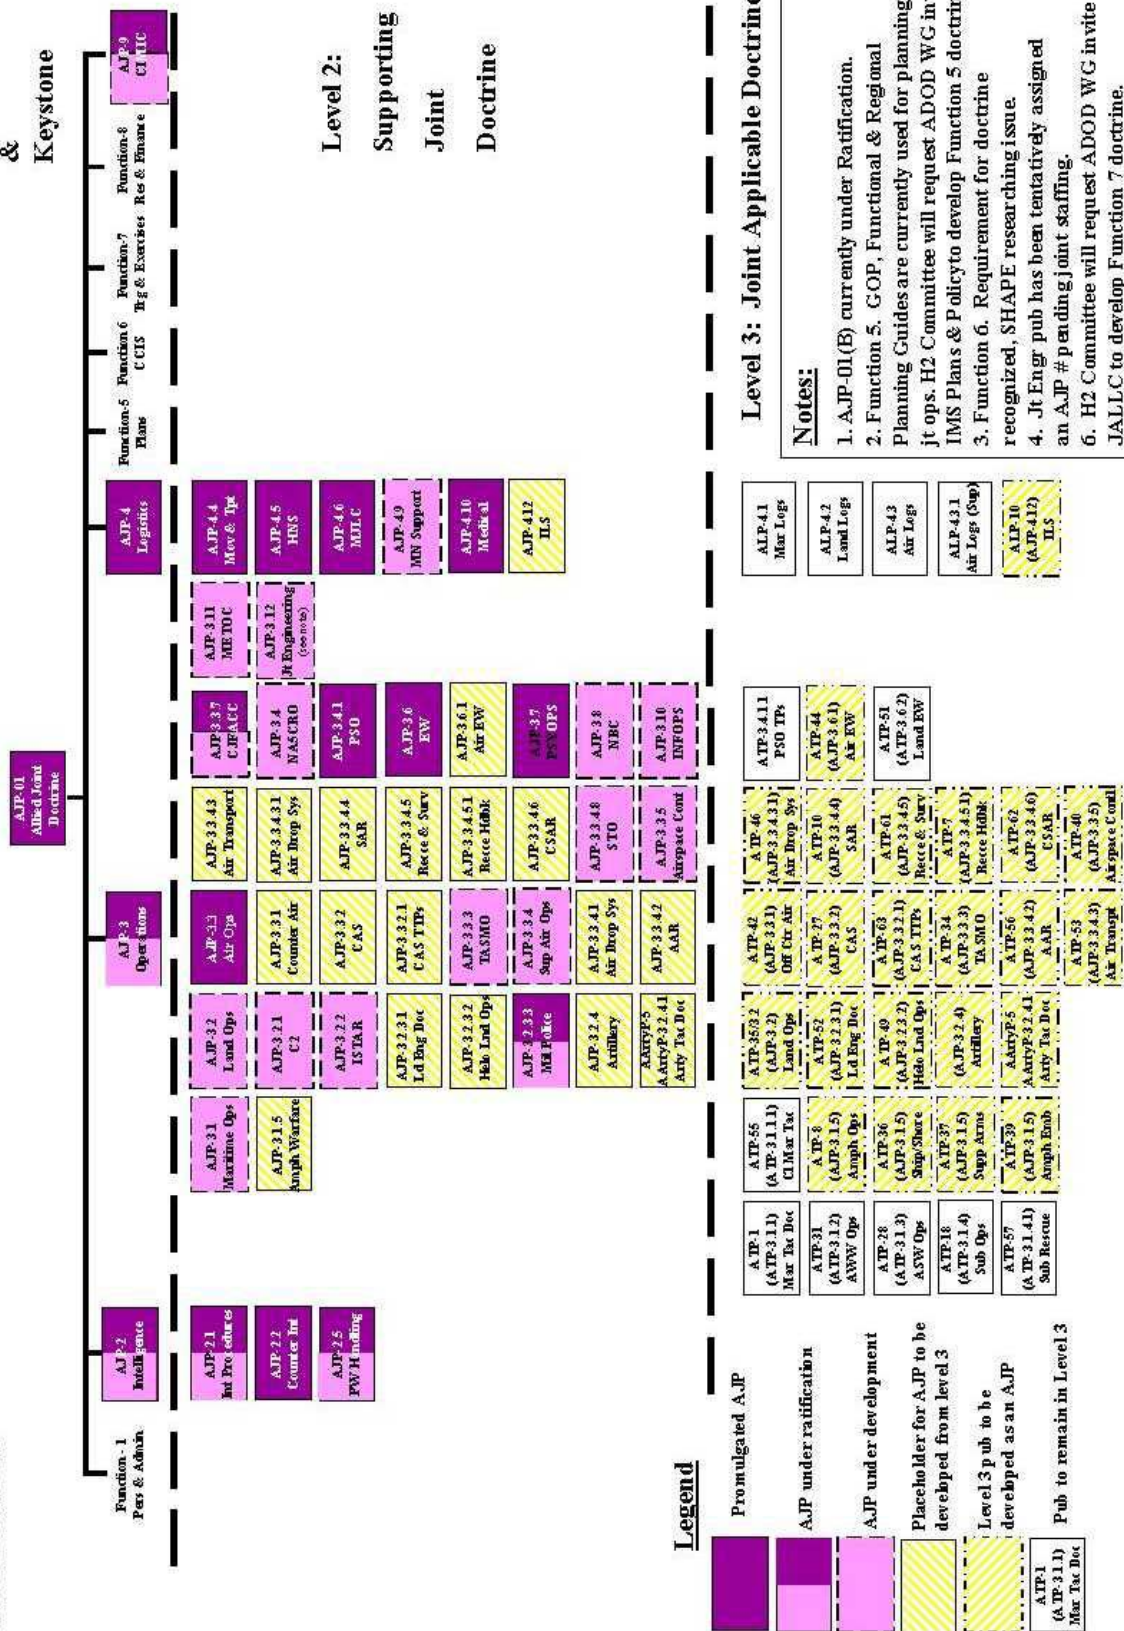 &
Keystone
AJP-01
Allied Joint
Doctrine
Function - 1
Pers & Admin
AJP-2
Intelligence
AJP-3
Operations
AJP-4
Logistics
Function-5
Plans
Function 6
C CIS
Function-7
Trg & Exercises
Function-8
Res & Finance
AJP-9
CIMIC
Level 2:
Supporting
Joint
Doctrine
AJP-2.1
Int Procedures
AJP-2.2
Counter Int
AJP-2.5
PW Handling
AJP-3.1
Maritime Ops
AJP-3.1.5
Amph Warfare
AJP-3.2
Land Ops
AJP-3.2.1
C2
AJP-3.2.2
ISTAR
AJP-3.2.3.1
Ld Eng Doc
AJP-3.2.3.2
Helo Lnd Ops
AJP-3.2.3.3
Mil Police
AJP-3.2.4
Artillery
AArtyP-5
AArtyP-3.2.4.1
Arty Tac Doc
AJP-3.3
Air Ops
AJP-3.3.1
Counter Air
AJP-3.3.2
CAS
AJP-3.3.2.1
CAS TTPs
AJP-3.3.3
TASMO
AJP-3.3.4
Sup Air Ops
AJP-3.3.4.1
Air Drop Sys
AJP-3.3.4.2
AAR
AJP-3.3.4.3
Air Transport
AJP-3.3.4.3.1
Air Drop Sys
AJP-3.3.4.4
SAR
AJP-3.3.4.5
Recce & Surv
AJP-3.3.4.5.1
Recce Hdbk
AJP-3.3.4.6
CSAR
AJP-3.3.4.8
STO
AJP-3.3.5
Airspace Cont
AJP-3.3.7
CJFACC
AJP-3.4
NA5CRO
AJP-3.4.1
PSO
AJP-3.6
EW
AJP-3.6.1
Air EW
AJP-3.7
PSYOPS
AJP-3.8
NBC
AJP-3.10
INFOPS
AJP-3.11
METOC
AJP-3.12
Jt Engineering
(see note)
AJP-4.4
Mov & Tpt
AJP-4.5
HNS
AJP-4.6
MJLC
AJP-4.9
MN Support
AJP-4.10
Medical
AJP-4.12
ILS
Level 3: Joint Applicable Doctrine
ATP-1
(ATP-3.1.1)
Mar Tac Doc
ATP-31
(ATP-3.1.2)
AWW Ops
ATP-28
(ATP-3.1.3)
ASW Ops
ATP-18
(ATP-3.1.4)
Sub Ops
ATP-57
(ATP-3.1.4.1)
Sub Rescue
ATP-55
(ATP-3.1.1.1)
Cl Mar Tac
ATP-8
(AJP-3.1.5)
Amph Ops
ATP-36
(AJP-3.1.5)
Ship/Shore
ATP-37
(AJP-3.1.5)
Supp Arms
ATP-39
(AJP-3.1.5)
Amph Emb
ATP-35/3.2
(AJP-3.2)
Land Ops
ATP-52
(AJP-3.2.3.1)
Ld Eng Doc
ATP-49
(AJP-3.2.3.2)
Helo Lnd Ops
(AJP-3.2.4)
Artillery
AArtyP-5
AArtyP-3.2.4.1
Arty Tac Doc
ATP-42
(AJP-3.3.1)
Off Ctr Air
ATP-27
(AJP-3.3.2)
CAS
ATP-63
(AJP-3.3.2.1)
CAS TTPs
ATP-34
(AJP-3.3.3)
TASMO
ATP-56
(AJP-3.3.4.2)
AAR
ATP-53
(AJP-3.3.4.3)
Air Transpt
ATP-46
(AJP-3.3.4.3.1)
Air Drop Sys
ATP-10
(AJP-3.3.4.4)
SAR
ATP-61
(AJP-3.3.4.5)
Recce & Surv
ATP-7
(AJP-3.3.4.5.1)
Recce Hdbk
ATP-62
(AJP-3.3.4.6)
CSAR
ATP-40
(AJP-3.3.5)
Airspace Contl
ATP-3.4.1.1
PSO TPs
ATP-44
(AJP-3.6.1)
Air EW
ATP-51
(ATP-3.6.2)
Land EW
ALP-4.1
Mar Logs
ALP-4.2
Land Logs
ALP-4.3
Air Logs
ALP-4.3.1
Air Logs (Sup)
ALP-10
(AJP-4.12)
ILS
Notes:
1. AJP-01(B) currently under Ratification.
2. Function 5. GOP, Functional & Regional
Planning Guides are currently used for planning
jt ops. H2 Committee will request ADOD WG in
IMS Plans & Policy to develop Function 5 doctrin
3. Function 6. Requirement for doctrine
recognized, SHAPE researching issue.
4. Jt Engr pub has been tentatively assigned
an AJP # pending joint staffing.
6. H2 Committee will request ADOD WG invite
JALLC to develop Function 7 doctrine.
Legend
Promulgated AJP
AJP under ratification
AJP under development
Placeholder for AJP to be
developed from level 3
Level 3 pub to be
developed as an AJP
ATP-1
(ATP-3.1.1)
Mar Tac Doc
Pub to remain in Level 3